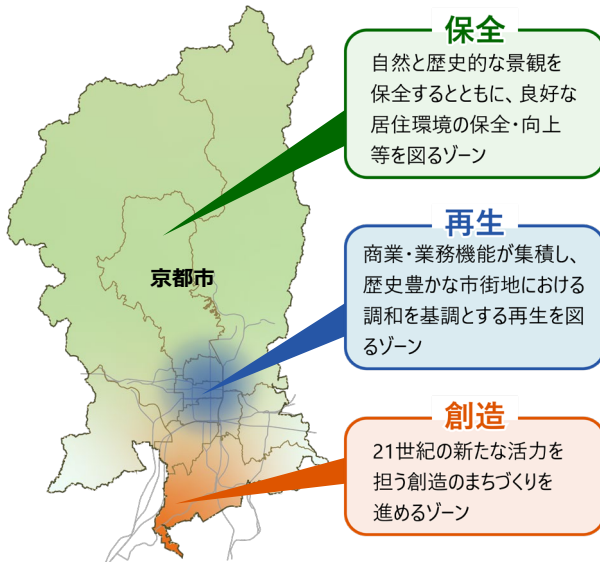 保全
自然と歴史的な景観を
保全するとともに、良好な
居住環境の保全・向上
等を図るゾーン
京都市
再生
商業・業務機能が集積し、
歴史豊かな市街地における
調和を基調とする再生を図
るゾーン
創造
21世紀の新たな活力を
担う創造のまちづくりを
進めるゾーン